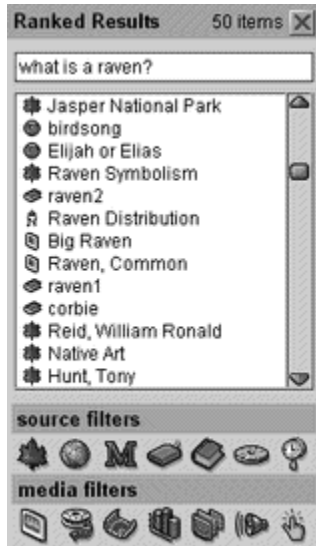 Ranked Results 50 items
what is a raven?
Jasper National Park
birdsong
Elijah or Elias
Raven Symbolism
raven2
Raven Distribution
Big Raven
Raven, Common
raven1
corbie
Reid, William Ronald
Native Art
Hunt, Tony
source filters
M
media filters